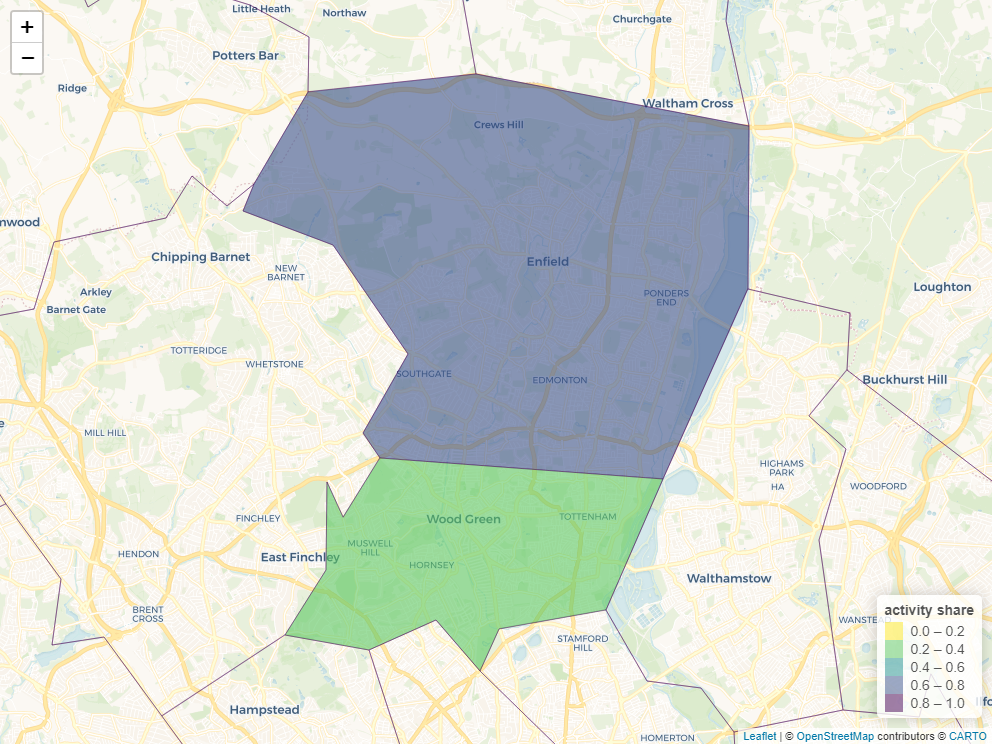 +
−
Little Heath
Northaw
Churchgate
Potters Bar
Ridge
Waltham Cross
Crews Hill
Chipping Barnet
Enfield
NEW
BARNET
Arkley
Barnet Gate
PONDERS
END
Loughton
TOTTERIDGE
WHETSTONE
SOUTHGATE
EDMONTON
Buckhurst Hill
MILL HILL
HIGHAMS
PARK
HA
WOODFORD
FINCHLEY
Wood Green
TOTTENHAM
HENDON
East Finchley
MUSWELL
HILL
HORNSEY
Walthamstow
BRENT
CROSS
STAMFORD
HILL
Hampstead
HOMERTON
activity share
0.0 – 0.2
0.2 – 0.4
0.4 – 0.6
0.6 – 0.8
0.8 – 1.0
Leaflet | © OpenStreetMap contributors © CARTO